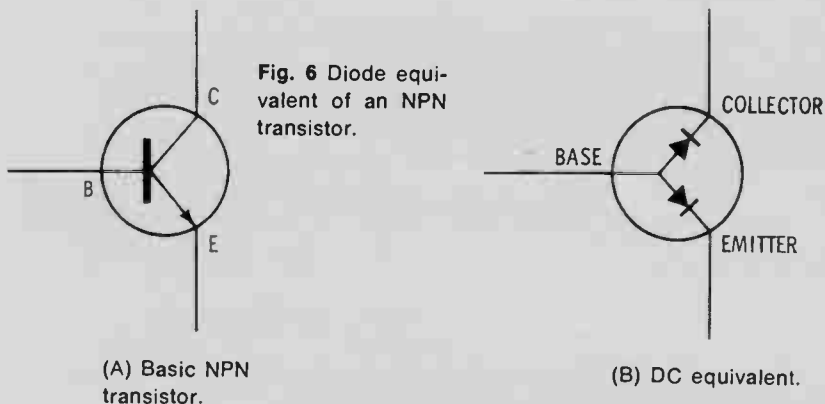 Fig. 6 Diode equi-
valent of an NPN
transistor.
C
B
E
(A) Basic NPN
transistor.
COLLECTOR
BASE
EMITTER
(B) DC equivalent.